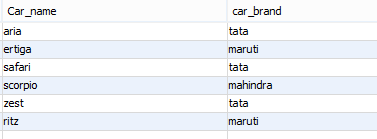 Car_name car_brand
aria tata
ertiga maruti
safari tata
scorpio mahindra
zest tata
ritz maruti